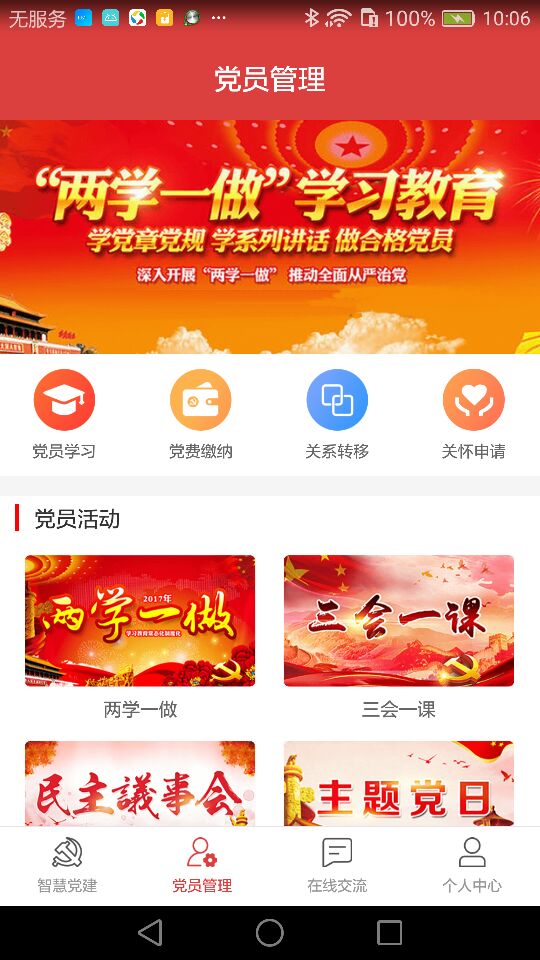 无服务
100%
10:06
党员管理
“两学一做”学习教育
学党章党规 学系列讲话 做合格党员
深入开展“两学一做” 推动全面从严治党
党员学习
党费缴纳
关系转移
关怀申请
党员活动
2017年
两学一做
学习教育常态化制度化
三会一课
两学一做
三会一课
民主議事会
主题党日
智慧党建
党员管理
在线交流
个人中心